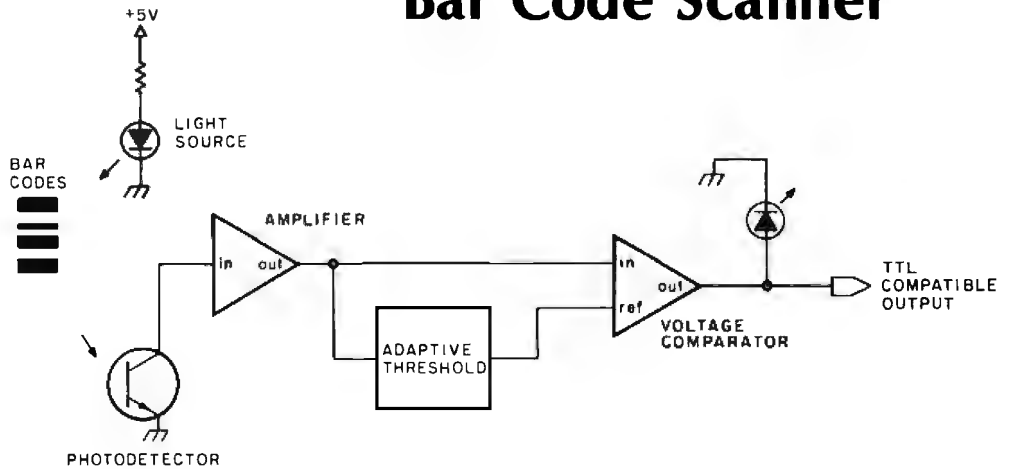 Bar Code Scanner
+5V
LIGHT
SOURCE
BAR
CODES
AMPLIFIER
in
out
in
out
ref
TTL
COMPATIBLE
OUTPUT
VOLTAGE
COMPARATOR
ADAPTIVE
THRESHOLD
PHOTODETECTOR